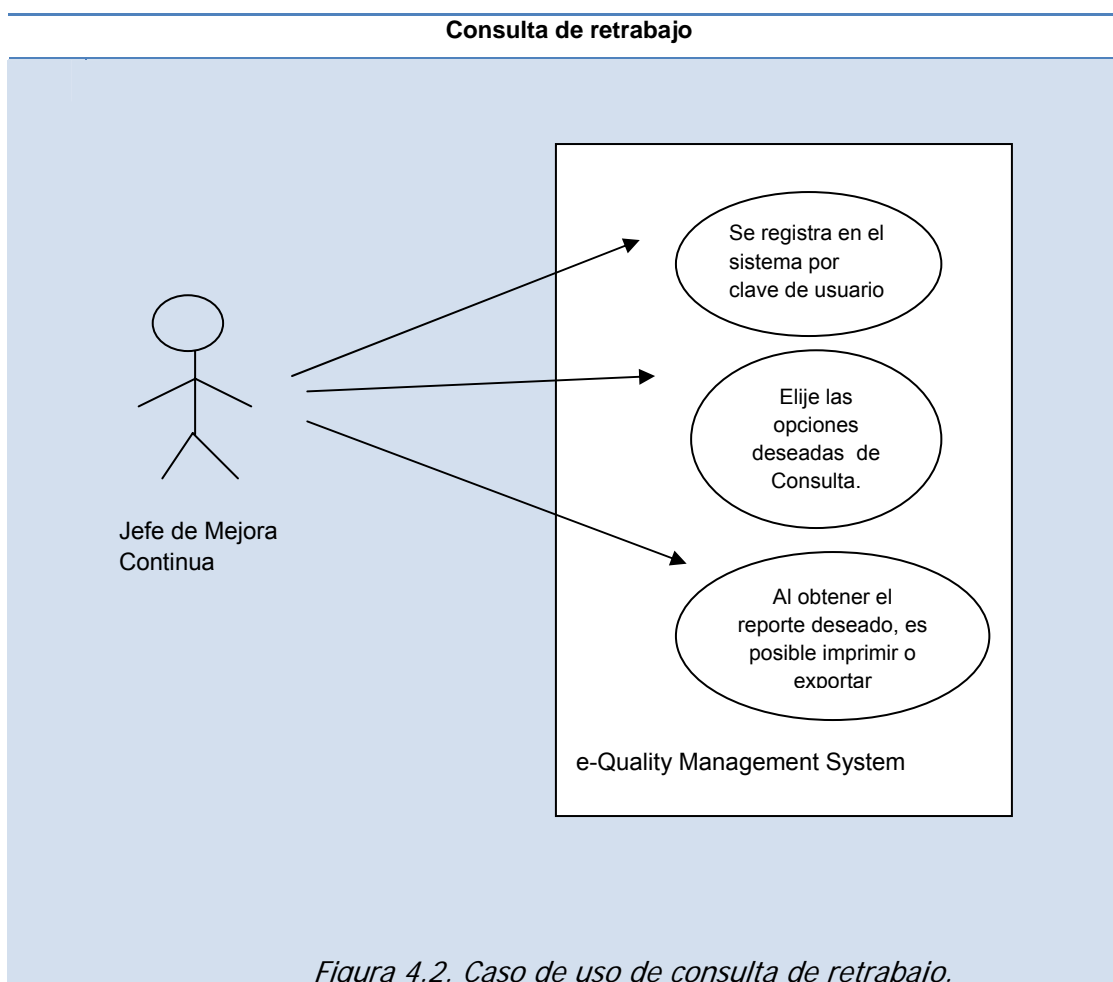 Consulta de retrabajo
Se registra en el
sistema por
clave de usuario
Elije las
opciones
deseadas de
Consulta.
Jefe de Mejora
Continua
Al obtener el
reporte deseado, es
posible imprimir o
exportar
e-Quality Management System
Figura 4.2. Caso de uso de consulta de retrabajo.